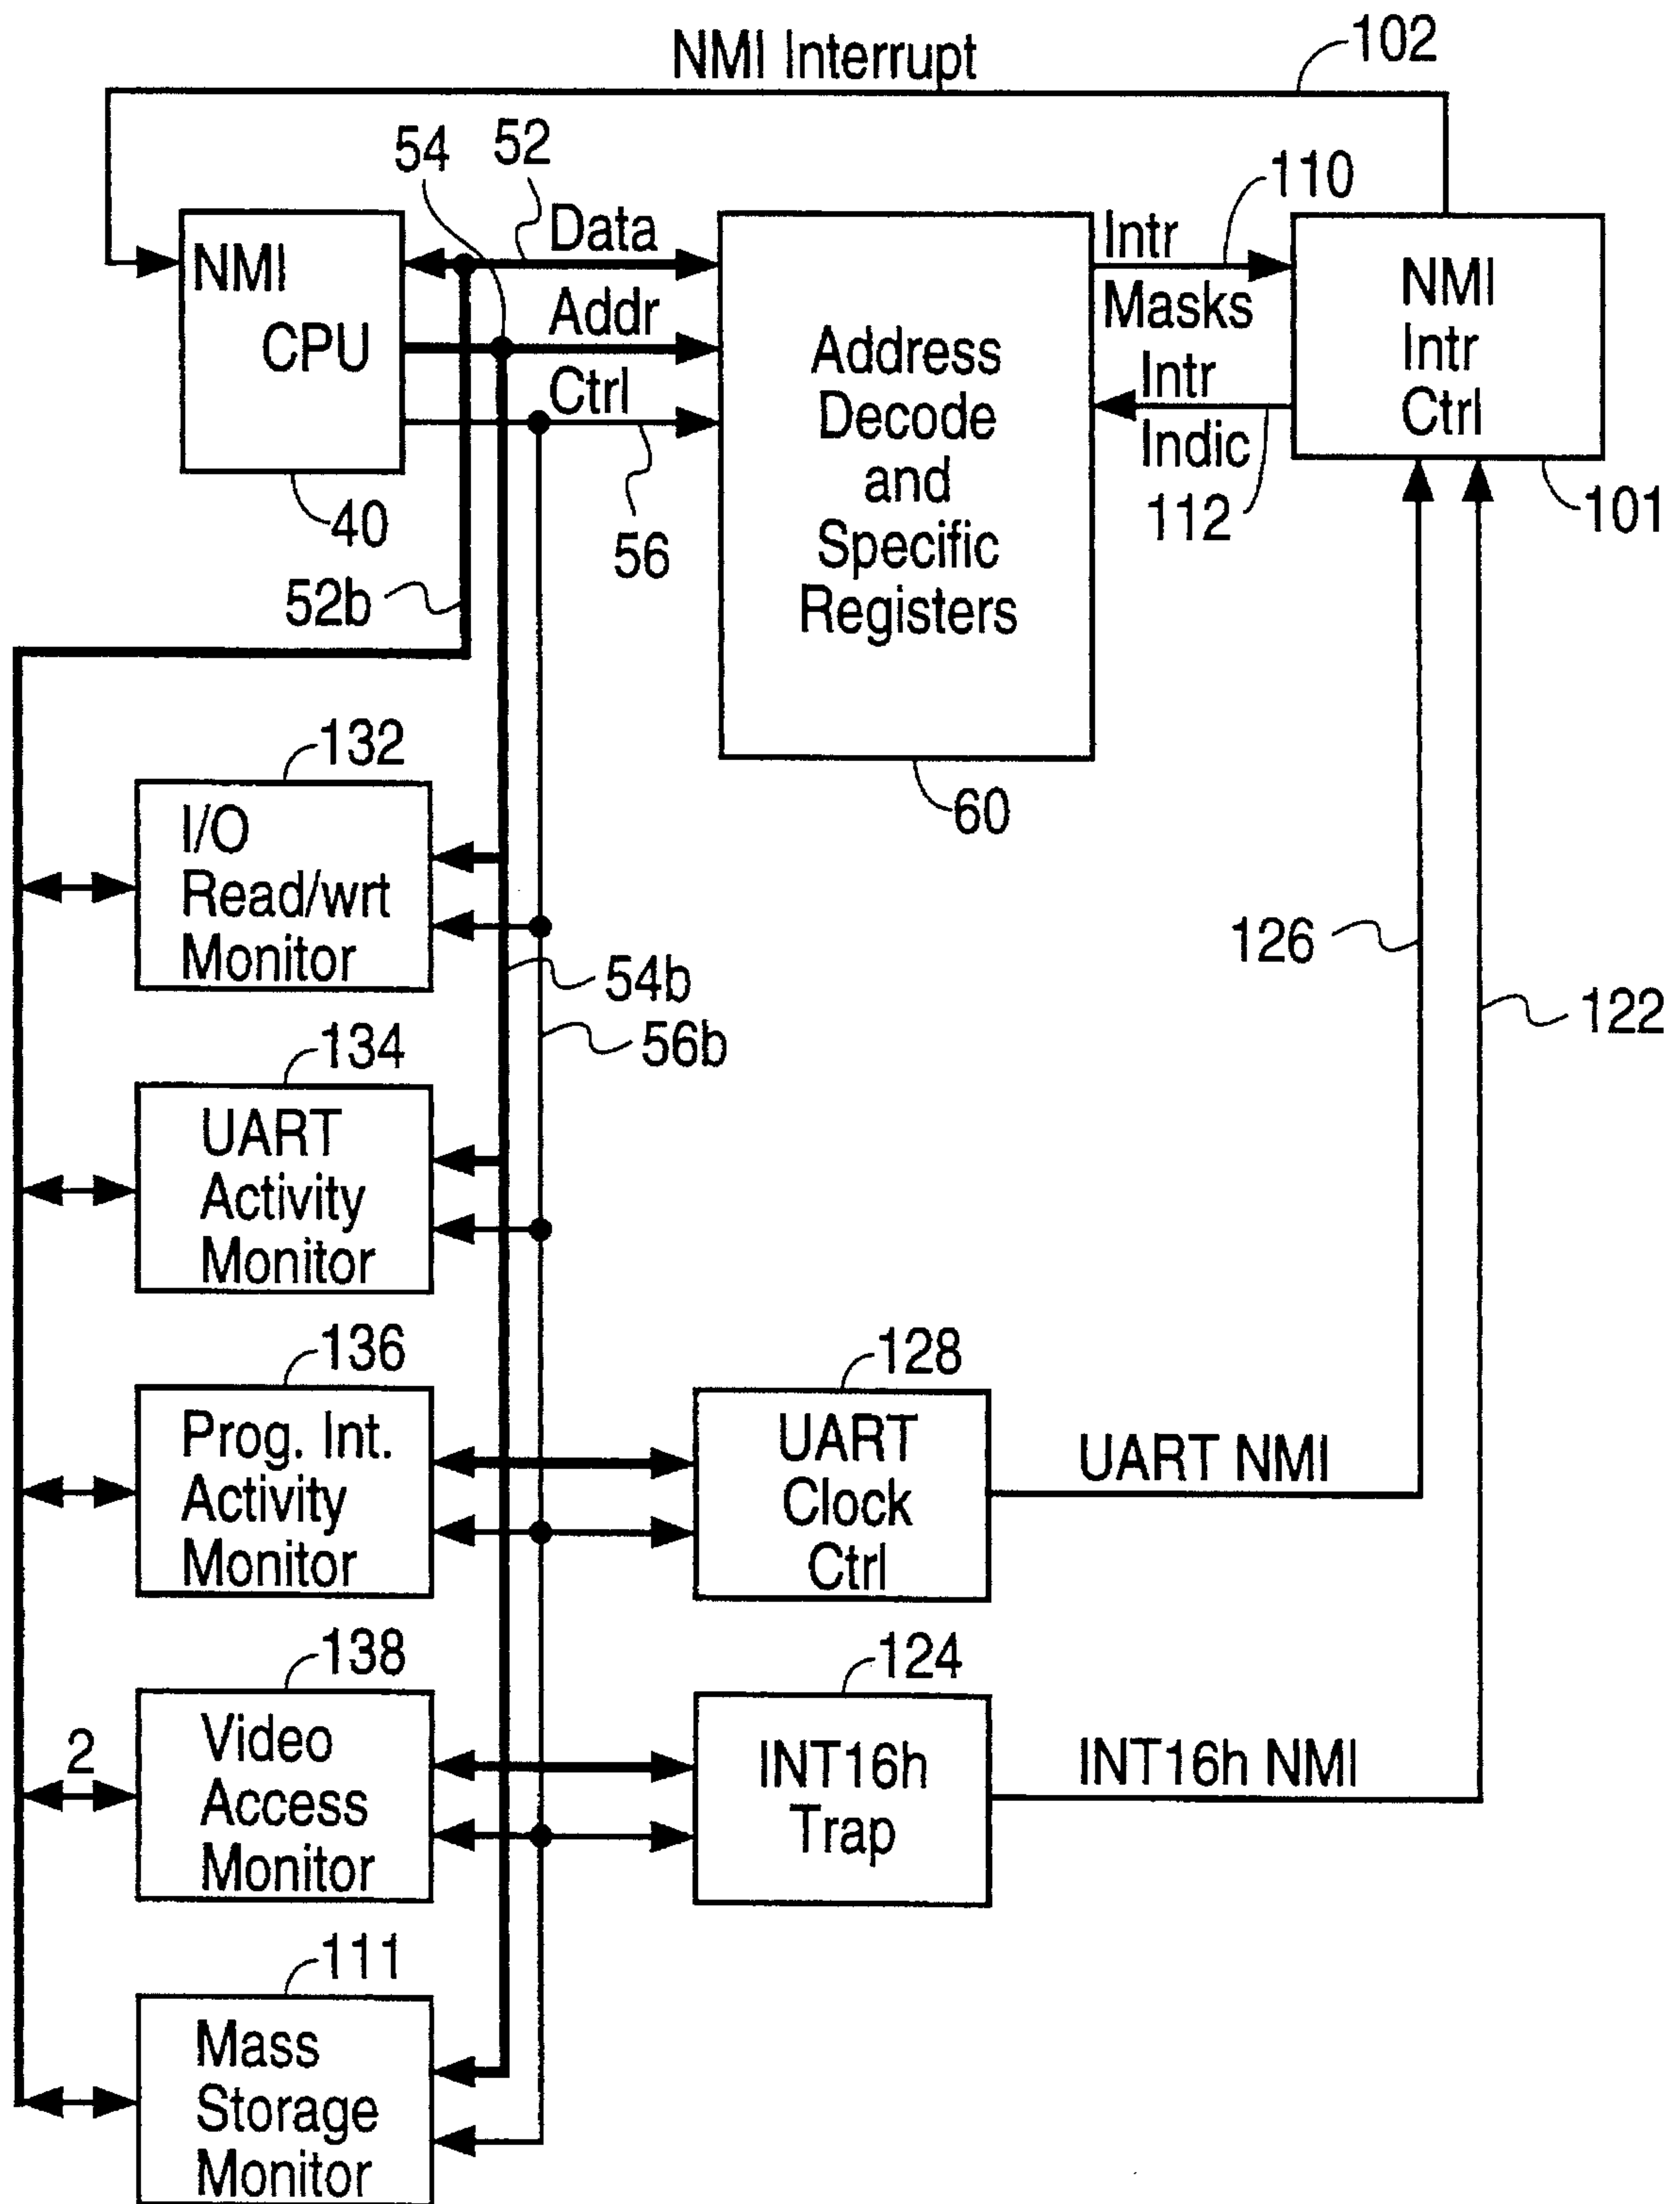 NMI Interrupt
102
54
52
110
NMI
CPU
Data
Addr
Ctrl
Address
Decode
and
Specific
Registers
Intr
Masks
Intr
Indic
NMI
Intr
Ctrl
40
56
112
101
52b
60
132
I/O
Read/wrt
Monitor
126
54b
122
56b
134
UART
Activity
Monitor
136
Prog. Int.
Activity
Monitor
128
UART
Clock
Ctrl
UART NMI
138
2
Video
Access
Monitor
124
INT16h
Trap
INT16h NMI
111
Mass
Storage
Monitor